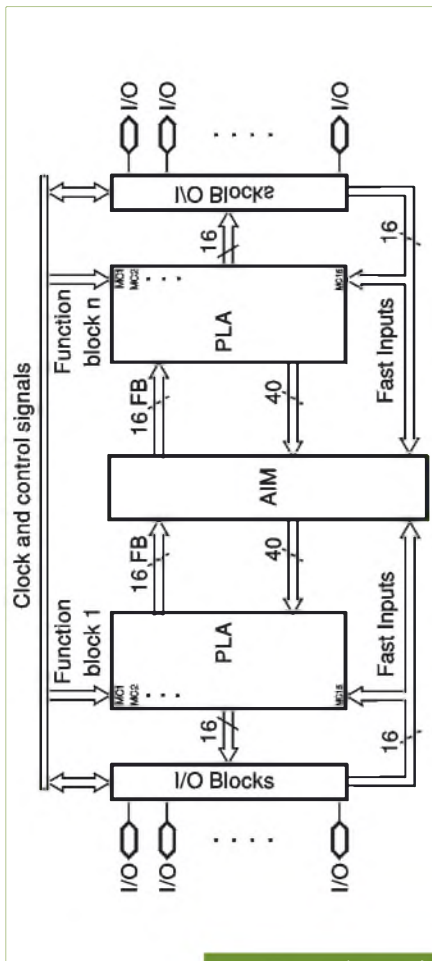 Clock and control signals
Function
block 1
Function
block n
I/O
I/O
I/O
I/O Blocks
16
MC1
MC2
MC16
PLA
16 FB
40
AIM
16 FB
40
MC1
MC2
MC16
PLA
16
I/O Blocks
I/O
I/O
I/O
16
Fast Inputs
Fast Inputs
16